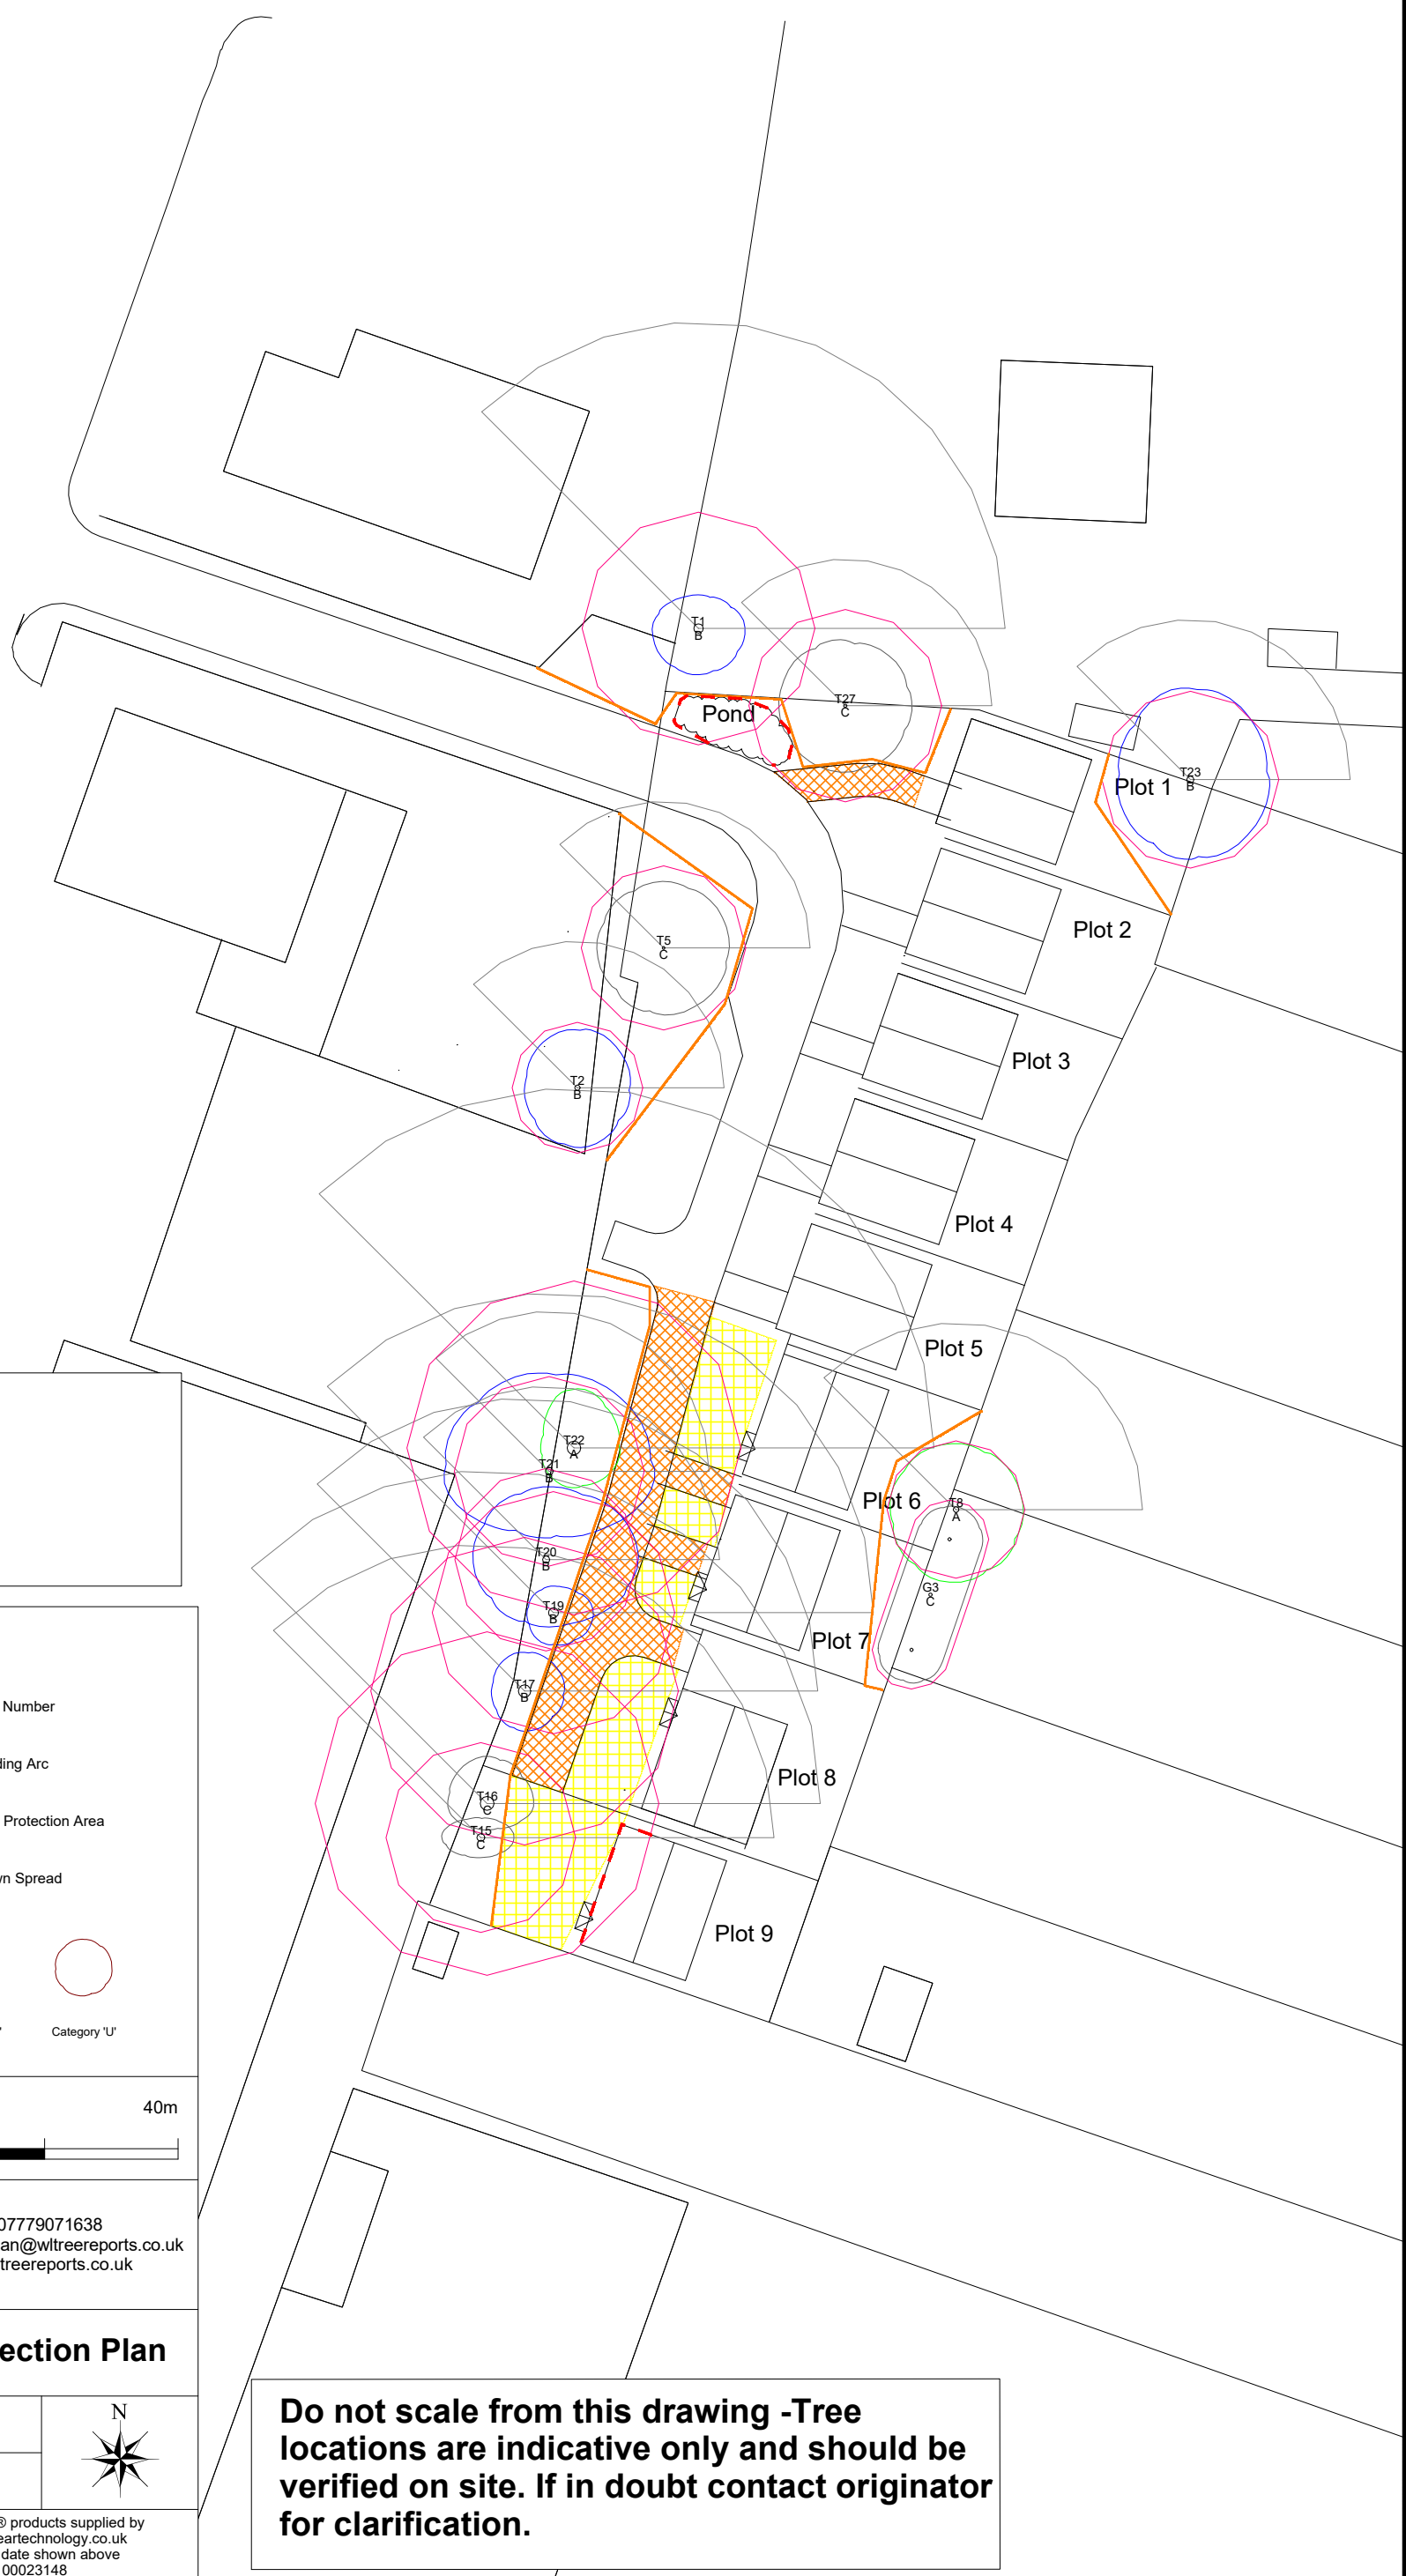 T1
B
T27
C
Pond
T23
B
Plot 1
Plot 2
T5
C
Plot 3
T2
B
Plot 4
Plot 5
T22
A
T21
B
Plot 6
T8
A
T20
B
G3
C
T19
B
Plot 7
T17
B
Plot 8
T16
C
T15
C
Plot 9
Number
ding Arc
Protection Area
n Spread
Category 'U'
40m
07779071638
an@wltreereports.co.uk
treereports.co.uk
ection Plan
N
® products supplied by
eartechnology.co.uk
date shown above
00023148
Do not scale from this drawing -Tree
locations are indicative only and should be
verified on site. If in doubt contact originator
for clarification.